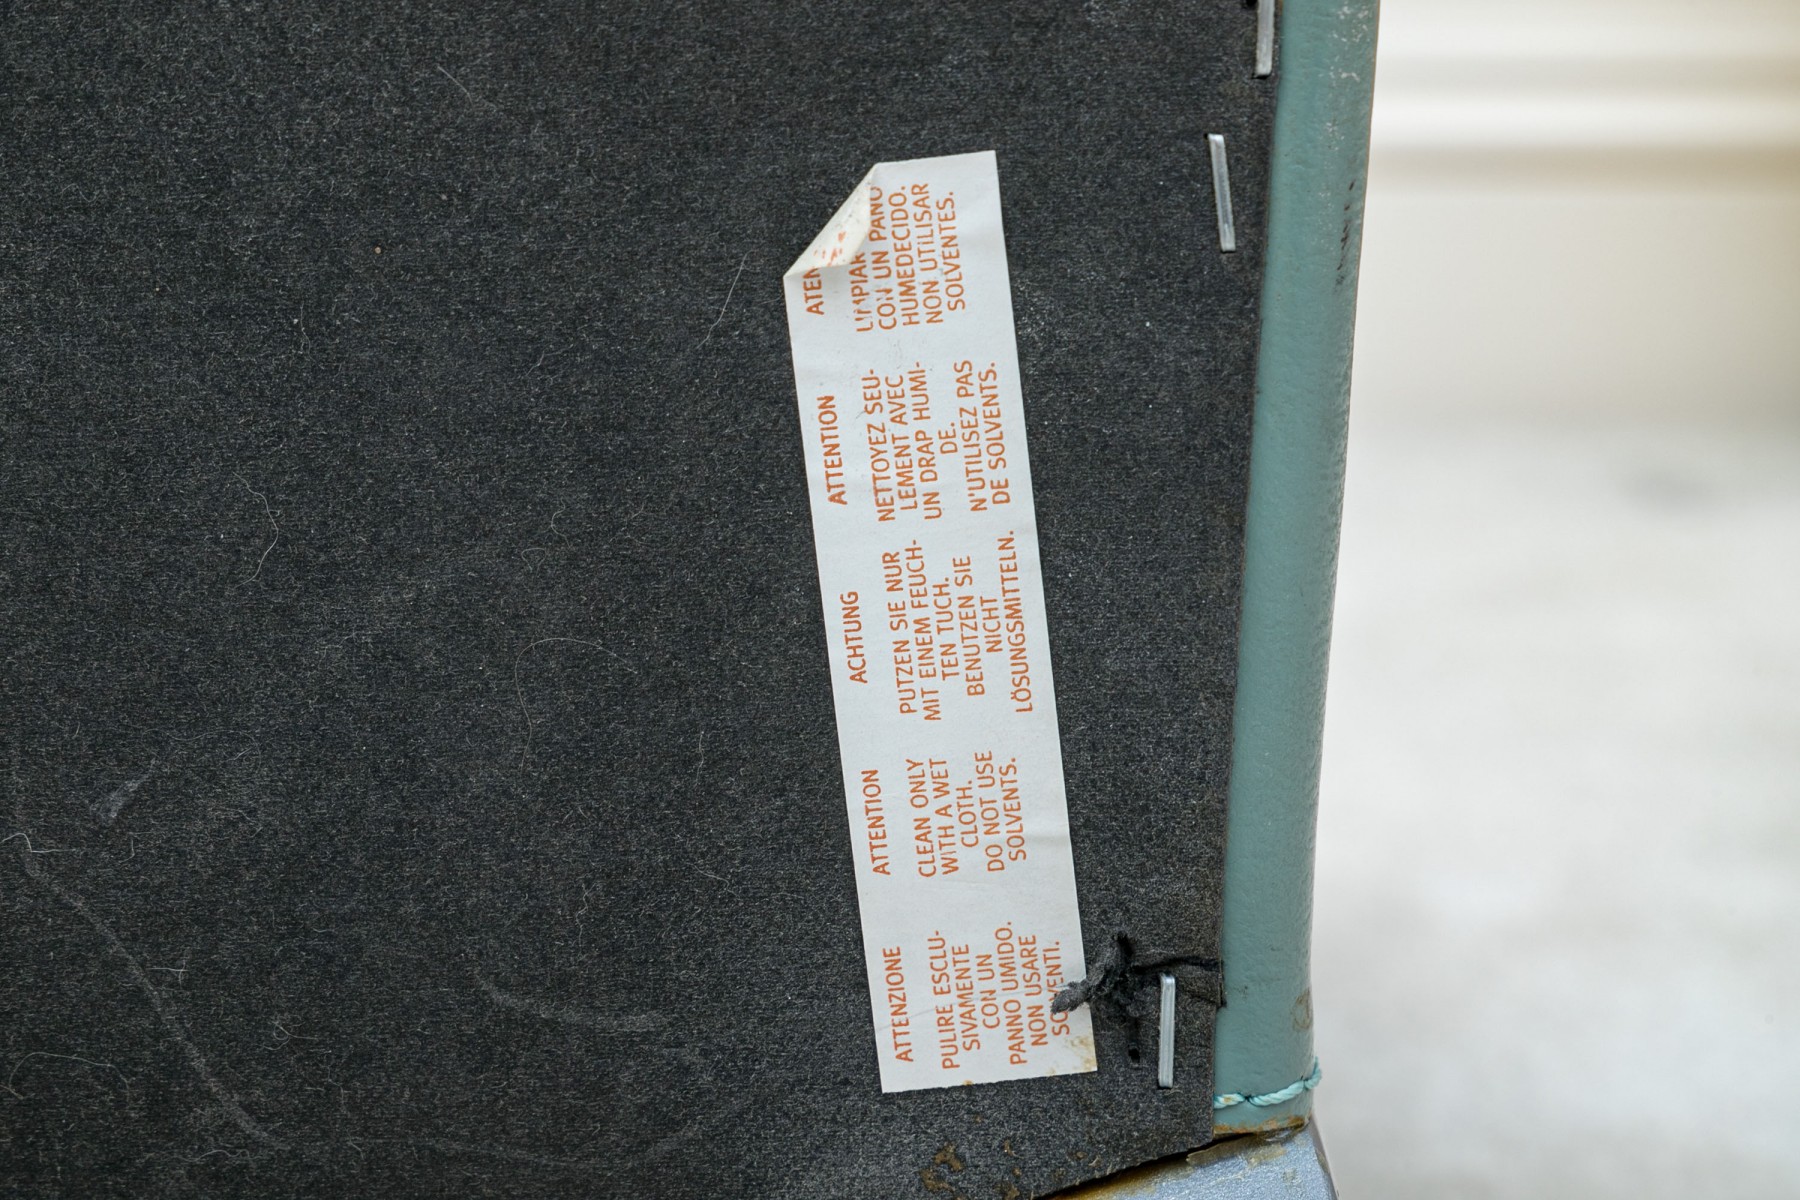 ATTENZIONE
PULIRE ESCLU-
SIVAMENTE
CON UN
PANNO UMIDO.
NON USARE
SOLVENTI.
ATTENTION
CLEAN ONLY
WITH A WET
CLOTH.
DO NOT USE
SOLVENTS.
ACHTUNG
PUTZEN SIE NUR
MIT EINEM FEUCH-
TEN TUCH.
BENUTZEN SIE
NICHT
LÖSUNGSMITTELN.
ATTENTION
NETTOYEZ SEU-
LEMENT AVEC
UN DRAP HUMI-
DE.
N'UTILISEZ PAS
DE SOLVENTS.
LIMPIAR
CON UN PANO
HUMEDECIDO.
NON UTILISAR
SOLVENTES.